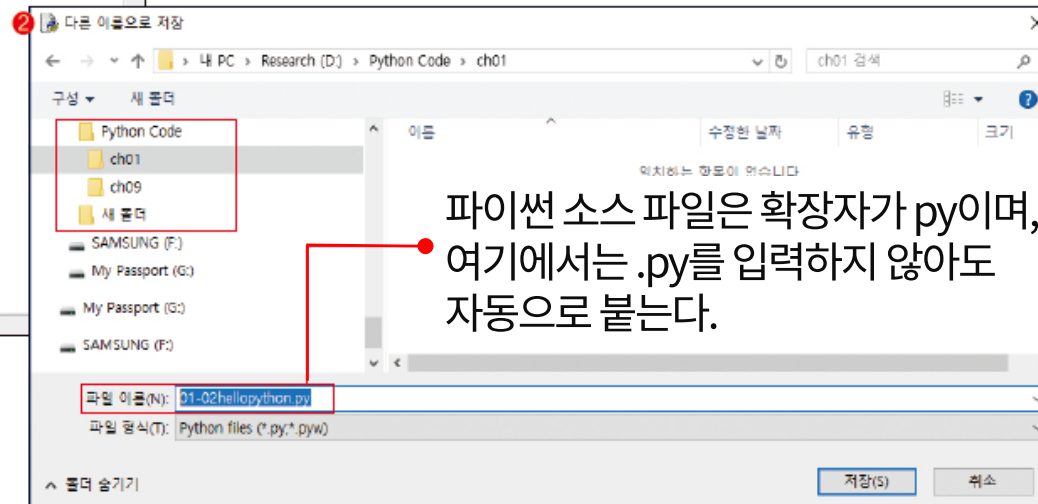 2 다른 이름으로 저장
내 PC > Research (D:) > Python Code > ch01
ch01 검색
구성 새 폴더
Python Code
ch01
ch09
새 폴더
SAMSUNG (F:)
My Passport (G:)
My Passport (G:)
SAMSUNG (F:)
이름 수정한 날짜 유형 크기
일치하는 항목이 없습니다
파이썬 소스 파일은 확장자가 py이며,
여기에서는 .py를 입력하지 않아도
자동으로 붙는다.
파일 이름(N): 01-02hellopython.py
파일 형식(T): Python files (*.py;*.pyw)
폴더 숨기기
저장(S) 취소